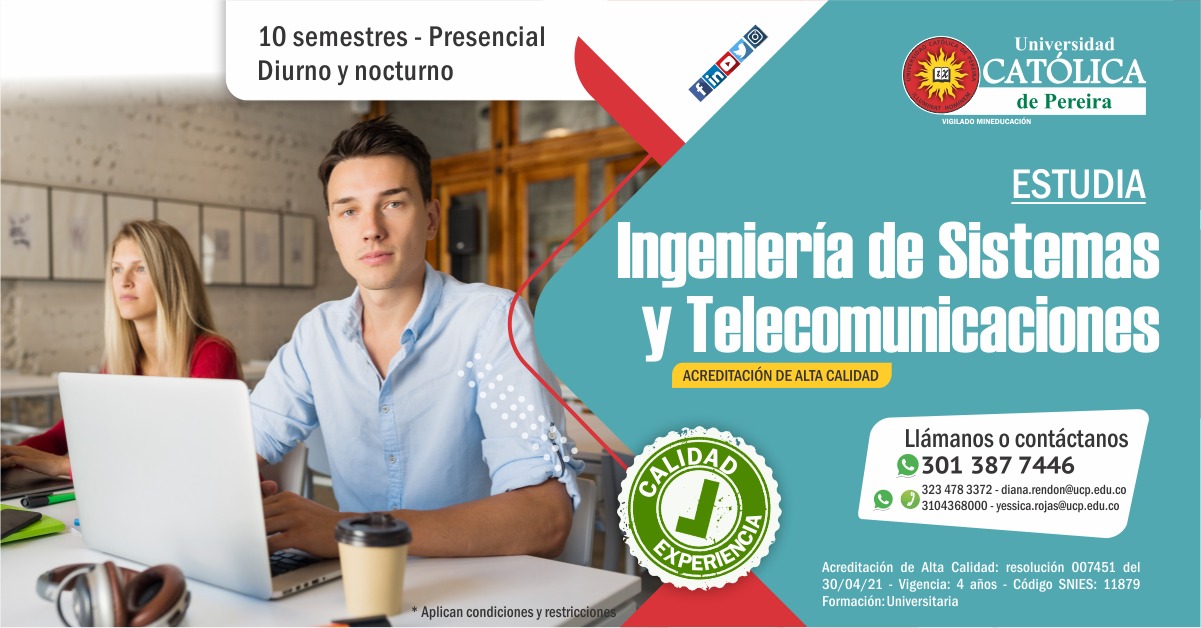 10 semestres - Presencial
Diurno y nocturno
Universidad
CATÓLICA
de Pereira
VIGILADO MINEDUCACIÓN
ESTUDIA
Ingeniería de Sistemas
y Telecomunicaciones
ACREDITACIÓN DE ALTA CALIDAD
CALIDAD
EXPERIENCIA
Llámanos o contáctanos
301 387 7446
323 478 3372 - diana.rendon@ucp.edu.co
3104368000 - yessica.rojas@ucp.edu.co
Acreditación de Alta Calidad: resolución 007451 del
30/04/21 - Vigencia: 4 años - Código SNIES: 11879
Formación: Universitaria
* Aplican condiciones y restricciones